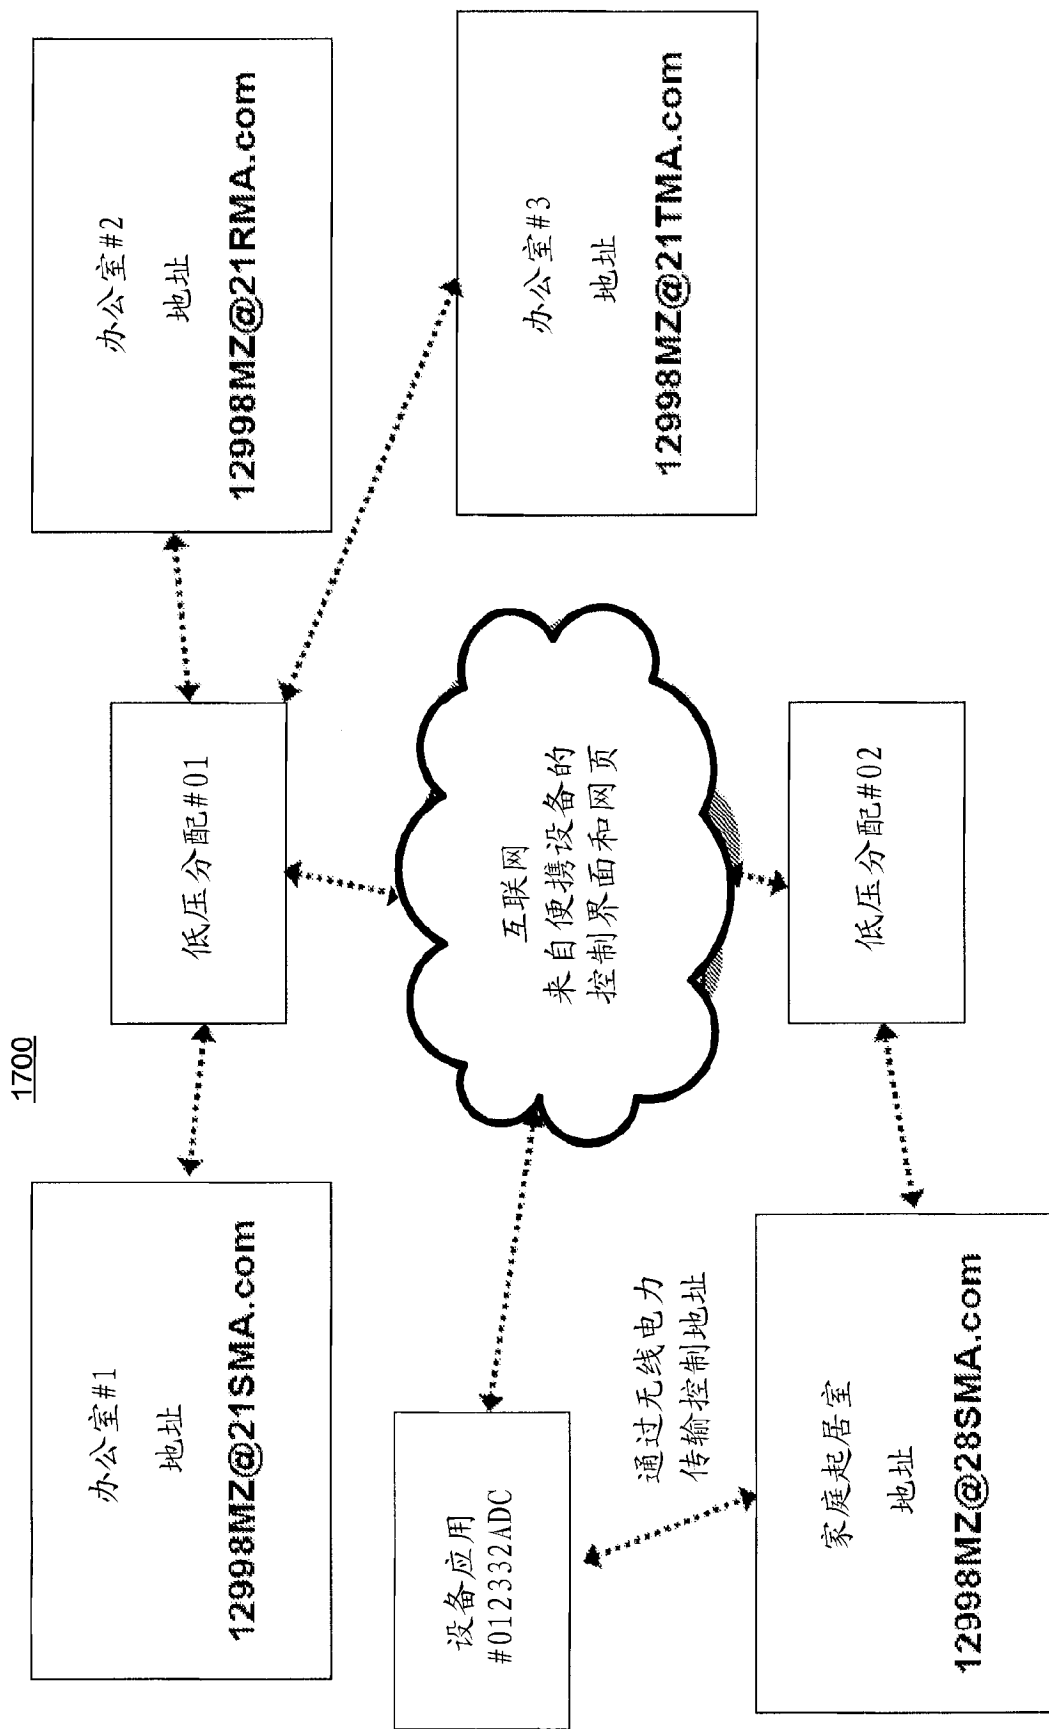 1700
办公室#1
地址
12998MZ@21SMA.com
低压分配#01
办公室#2
地址
12998MZ@21RMA.com
设备应用
#012332ADC
互联网
来自便携设备的
控制界面和网页
办公室#3
地址
12998MZ@21TMA.com
通过无线电力
传输控制地址
家庭起居室
地址
12998MZ@28SMA.com
低压分配#02